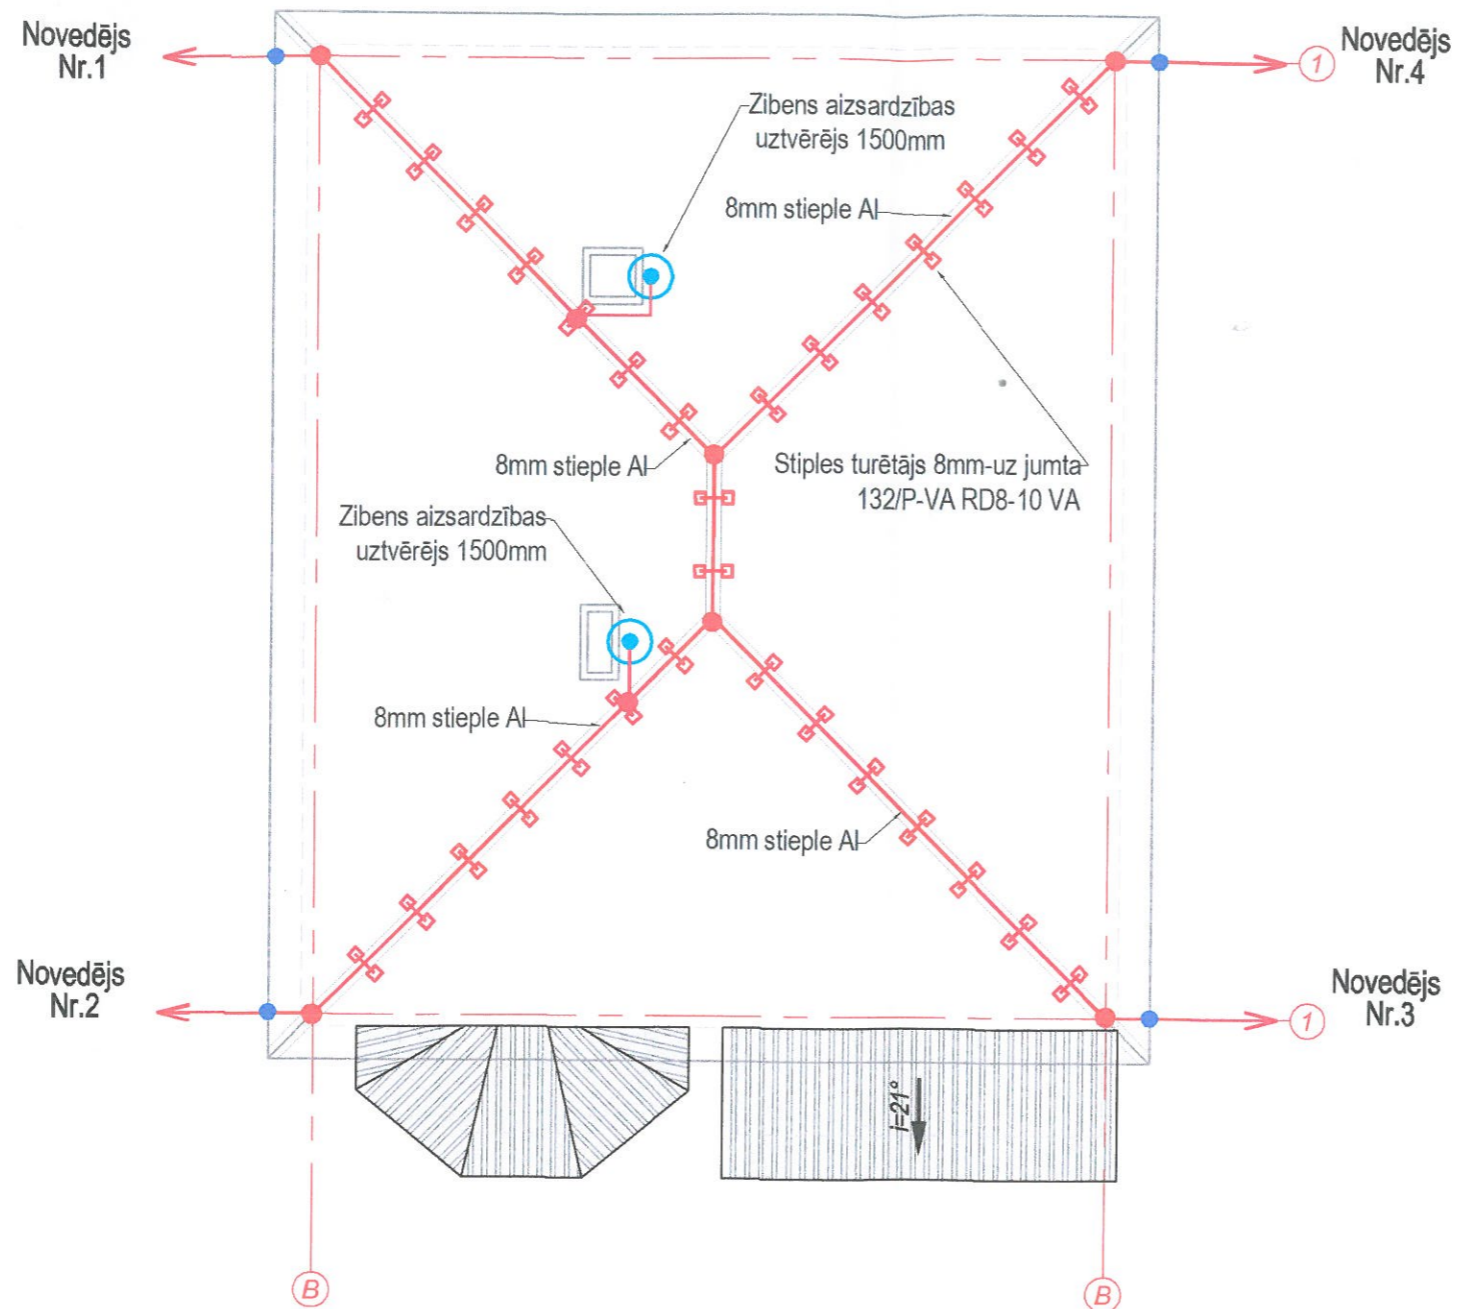 Novedējs
Nr.1
1
Novedējs
Nr.4
Zibens aizsardzības
uztvērējs 1500mm
8mm stieple Al
8mm stieple Al
Stiples turētājs 8mm-uz jumta
132/P-VA RD8-10 VA
Zibens aizsardzības
uztvērējs 1500mm
8mm stieple Al
8mm stieple Al
Novedējs
Nr.2
1
Novedējs
Nr.3
i=21°
B
B